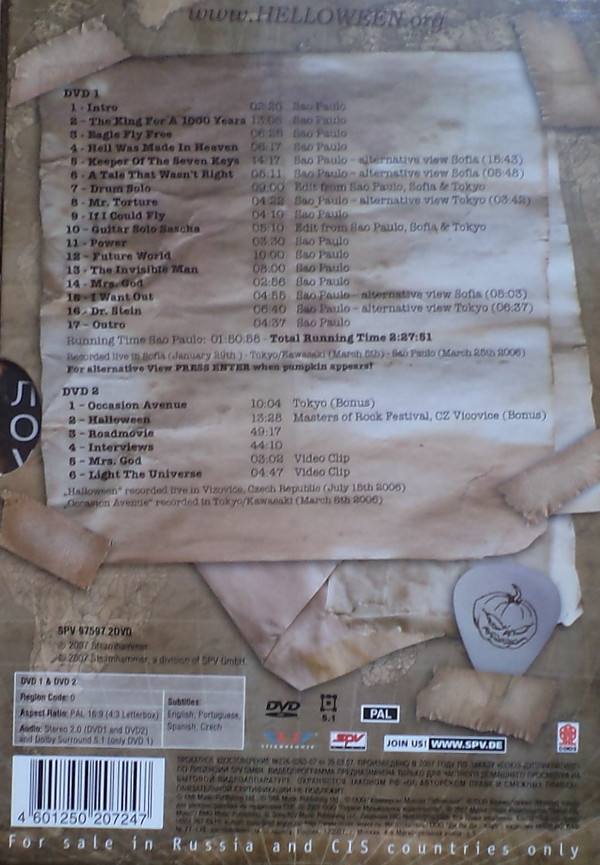 www.HELLOWEEN.org
DVD 1
1 - Intro 02:20 Sao Paulo
2 - The King For A 1000 Years 13:06 Sao Paulo
3 - Eagle Fly Free 06:28 Sao Paulo
4 - Hell Was Made In Heaven 06:17 Sao Paulo
5 - Keeper Of The Seven Keys 14:17 Sao Paulo - alternative view Sofia (15:43)
6 - A Tale That Wasn't Right 05:11 Sao Paulo - alternative view Sofia (05:48)
7 - Drum Solo 09:00 Edit from Sao Paulo, Sofia & Tokyo
8 - Mr. Torture 04:22 Sao Paulo - alternative view Tokyo (03:42)
9 - If I Could Fly 04:10 Sao Paulo
10 - Guitar Solo Sascha 05:10 Edit from Sao Paulo, Sofia & Tokyo
11 - Power 03:30 Sao Paulo
12 - Future World 10:00 Sao Paulo
13 - The Invisible Man 08:00 Sao Paulo
14 - Mrs. God 02:56 Sao Paulo
15 - I Want Out 04:55 Sao Paulo - alternative view Sofia (05:03)
16 - Dr. Stein 06:40 Sao Paulo - alternative view Tokyo (06:37)
17 - Outro 04:37 Sao Paulo
Running Time Sao Paulo: 01:50:56 - Total Running Time 2:27:51
Recorded live in Sofia (January 29th) - Tokyo/Kawasaki (March 5th) - Sao Paulo (March 25th 2006)
For alternative View PRESS ENTER when pumpkin appears!
DVD 2
1 - Occasion Avenue 10:04 Tokyo (Bonus)
2 - Halloween 13:28 Masters of Rock Festival, CZ Vicovice (Bonus)
3 - Roadmovie 49:17
4 - Interviews 44:10
5 - Mrs. God 03:02 Video Clip
6 - Light The Universe 04:47 Video Clip
„Halloween“ recorded live in Vizovice, Czech Republic (July 15th 2006)
„Occasion Avenue“ recorded in Tokyo/Kawasaki (March 5th 2006)
SPV 97597 2DVD
℗ 2007 Steamhammer
© 2007 Steamhammer, a division of SPV GmbH
DVD 1 & DVD 2
Region Code: 0
Aspect Ratio: PAL 16:9 (4:3 Letterbox)
Audio: Stereo 2.0 (DVD1 and DVD2)
and Dolby Surround 5.1 (only DVD 1)
Subtitles:
English, Portuguese,
Spanish, Czech
DVD
VIDEO
5.1
PAL
STEAMHAMMER
SPV
JOIN US! WWW.SPV.DE
4 601250 207247
For sale in Russia and CIS countries only